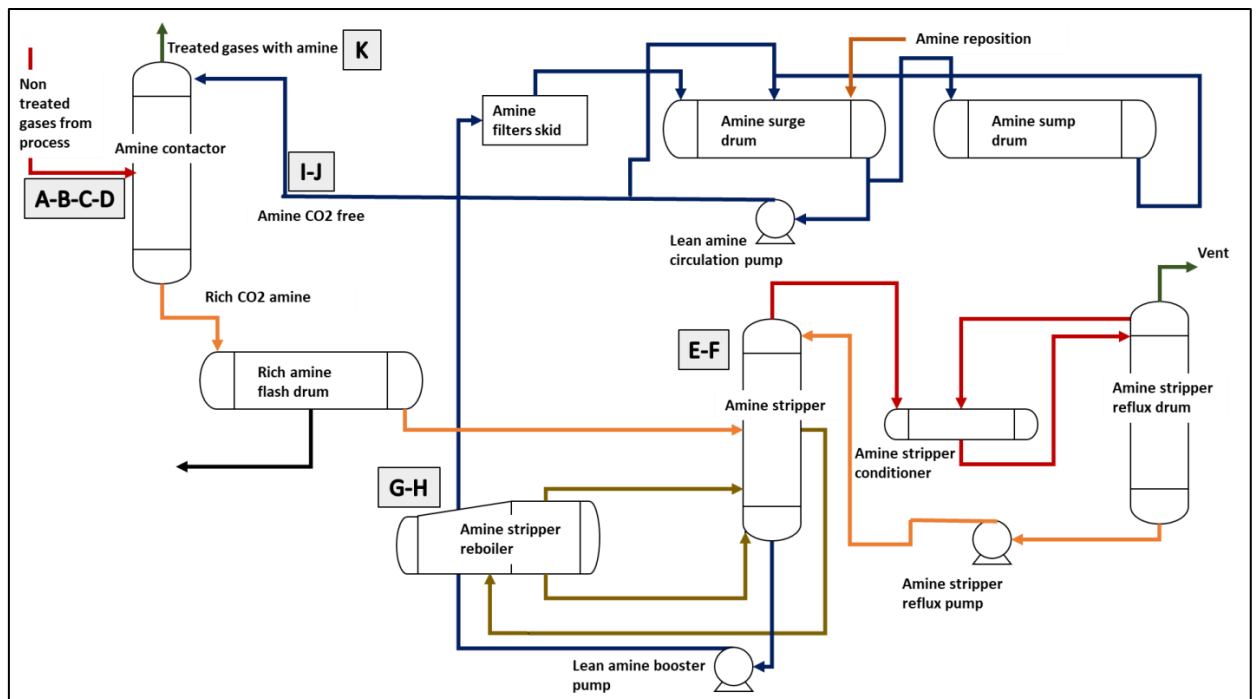 Treated gases with amine
K
Non
treated
gases from
process
Amine contactor
A-B-C-D
I-J
Amine CO2 free
Amine
filters skid
Amine reposition
Amine surge
drum
Amine sump
drum
Lean amine
circulation pump
Vent
Rich CO2 amine
Rich amine
flash drum
E-F
Amine stripper
Amine stripper
reflux drum
Amine stripper
conditioner
G-H
Amine stripper
reboiler
Amine stripper
reflux pump
Lean amine booster
pump